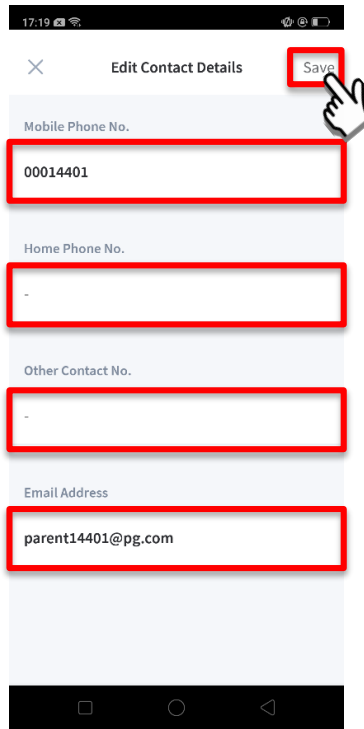 17:19
Edit Contact Details Save
Mobile Phone No.
00014401
Home Phone No.
-
Other Contact No.
-
Email Address
parent14401@pg.com